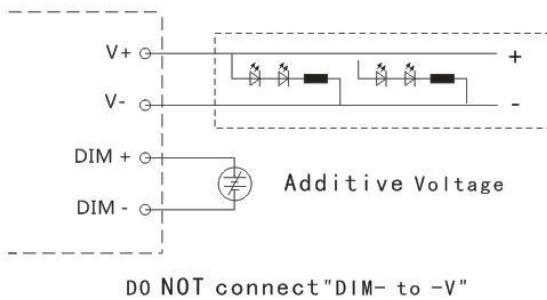 V+
+
V-
-
DIM +
Additive Voltage
DIM -
DO NOT connect"DIM- to -V"